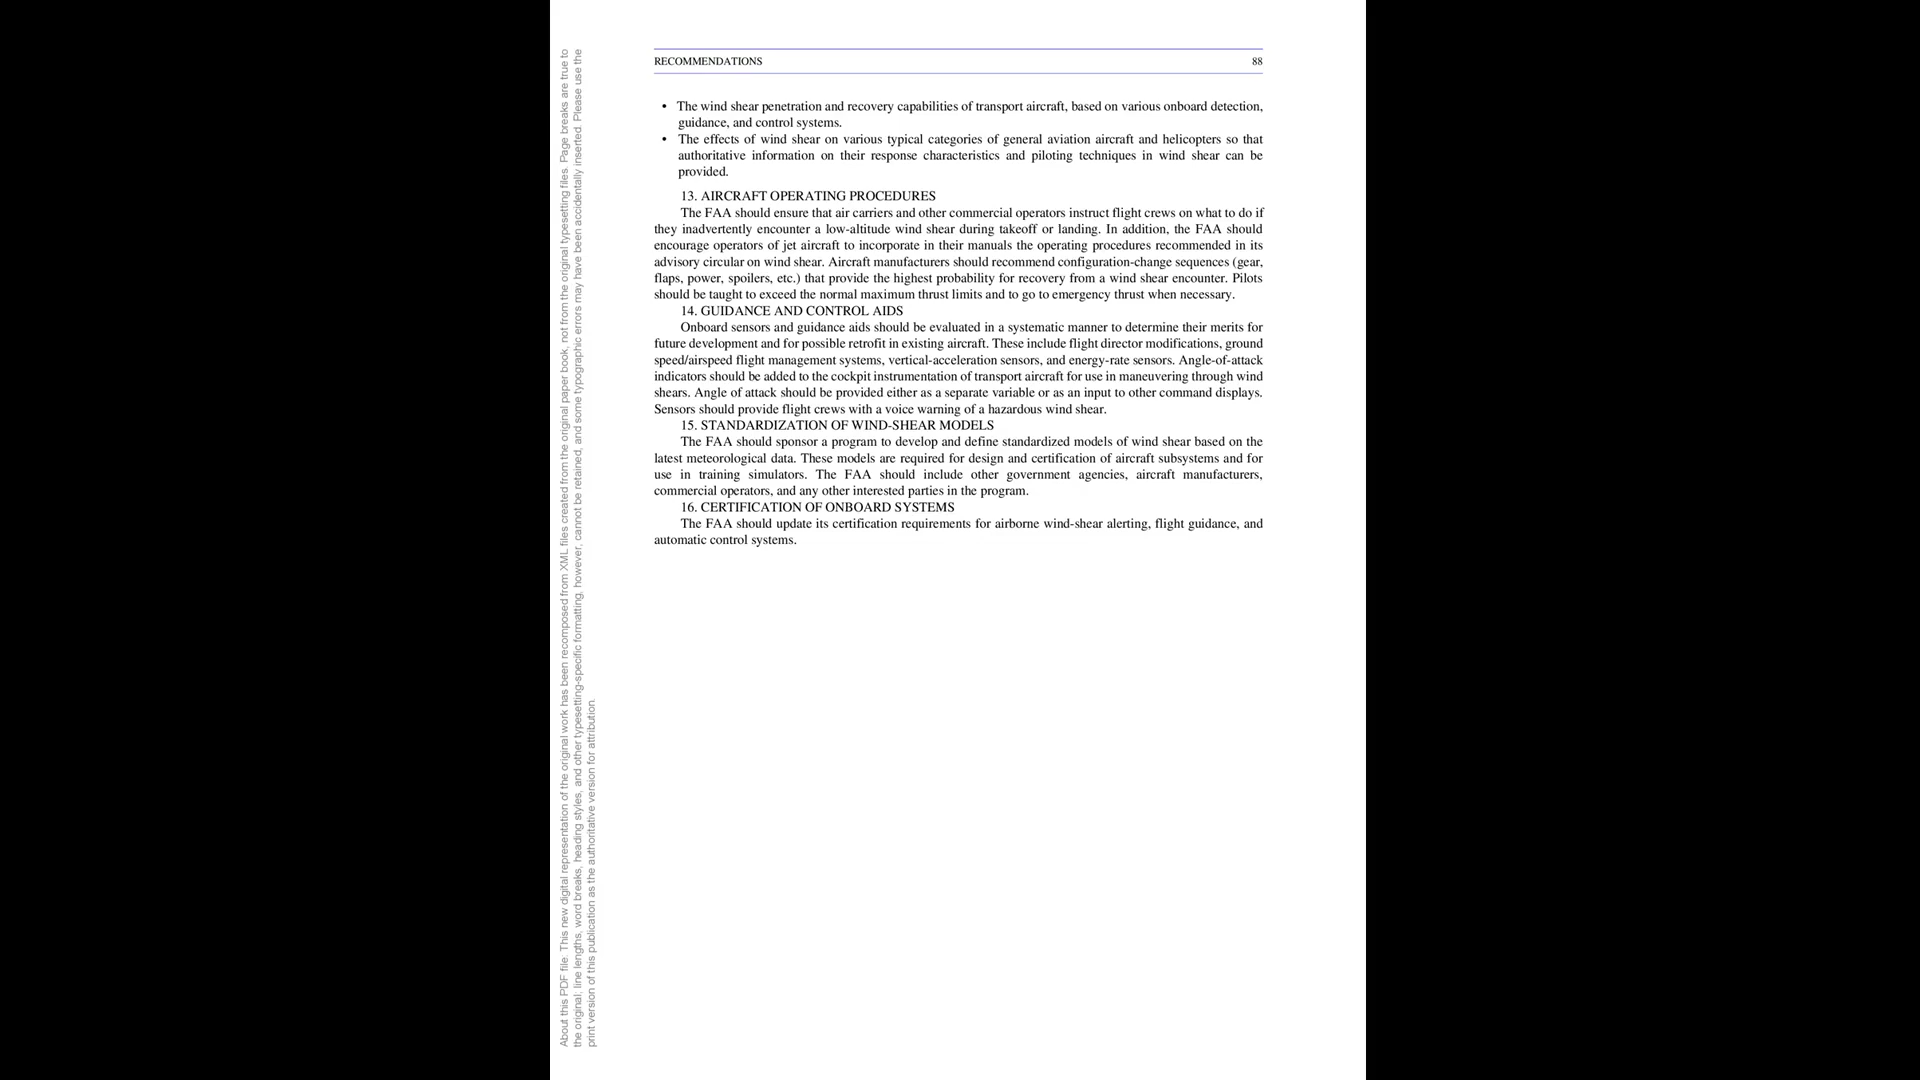 RECOMMENDATIONS 88
• The wind shear penetration and recovery capabilities of transport aircraft, based on various onboard detection,
guidance, and control systems.
• The effects of wind shear on various typical categories of general aviation aircraft and helicopters so that
authoritative information on their response characteristics and piloting techniques in wind shear can be
provided.
13. AIRCRAFT OPERATING PROCEDURES
The FAA should ensure that air carriers and other commercial operators instruct flight crews on what to do if
they inadvertently encounter a low-altitude wind shear during takeoff or landing. In addition, the FAA should
encourage operators of jet aircraft to incorporate in their manuals the operating procedures recommended in its
advisory circular on wind shear. Aircraft manufacturers should recommend configuration-change sequences (gear,
flaps, power, spoilers, etc.) that provide the highest probability for recovery from a wind shear encounter. Pilots
should be taught to exceed the normal maximum thrust limits and to go to emergency thrust when necessary.
14. GUIDANCE AND CONTROL AIDS
Onboard sensors and guidance aids should be evaluated in a systematic manner to determine their merits for
future development and for possible retrofit in existing aircraft. These include flight director modifications, ground
speed/airspeed flight management systems, vertical-acceleration sensors, and energy-rate sensors. Angle-of-attack
indicators should be added to the cockpit instrumentation of transport aircraft for use in maneuvering through wind
shears. Angle of attack should be provided either as a separate variable or as an input to other command displays.
Sensors should provide flight crews with a voice warning of a hazardous wind shear.
15. STANDARDIZATION OF WIND-SHEAR MODELS
The FAA should sponsor a program to develop and define standardized models of wind shear based on the
latest meteorological data. These models are required for design and certification of aircraft subsystems and for
use in training simulators. The FAA should include other government agencies, aircraft manufacturers,
commercial operators, and any other interested parties in the program.
16. CERTIFICATION OF ONBOARD SYSTEMS
The FAA should update its certification requirements for airborne wind-shear alerting, flight guidance, and
automatic control systems.
About this PDF file: This new digital representation of the original work has been recomposed from XML files created from the original paper book, not from the original typesetting files. Page breaks are true to
the original; line lengths, word breaks, heading styles, and other typesetting-specific formatting, however, cannot be retained, and some typographic errors may have been accidentally inserted. Please use the
print version of this publication as the authoritative version for attribution.